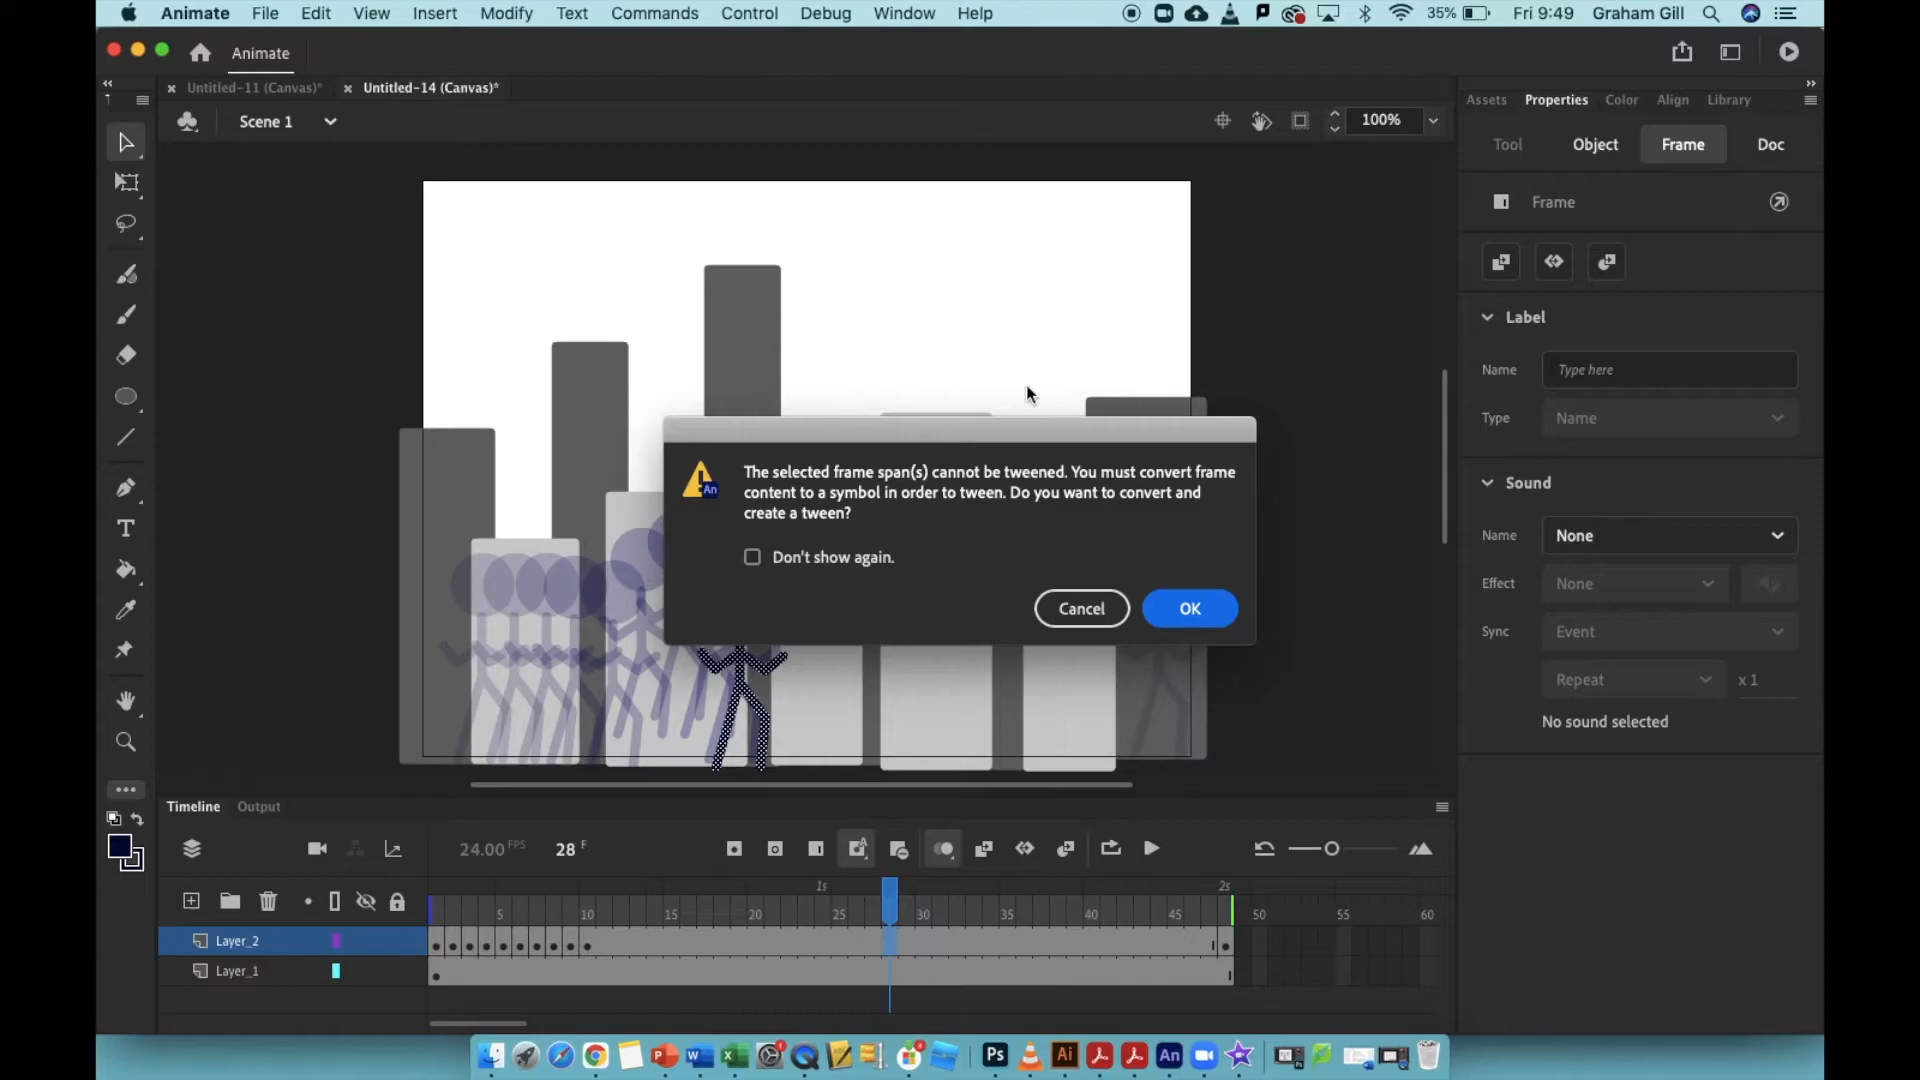 Animate File Edit View Insert Modify Text Commands Control Debug Window Help 35% Fri 9:49 Graham Gill
Animate
Untitled-11 (Canvas)* Untitled-14 (Canvas)*
Assets Properties Color Align Library
Scene 1 100%
Tool Object Frame Doc
Frame
Label
Name Type here
Type Name
The selected frame span(s) cannot be tweened. You must convert frame
content to a symbol in order to tween. Do you want to convert and
create a tween?
An
Don't show again.
Cancel OK
Sound
Name None
Effect None
Sync Event
Repeat x 1
No sound selected
Timeline Output
24.00 FPS 28 F
1s 2s
5 10 15 20 25 30 35 40 45 50 55 60
Layer_2
Layer_1
Ps Ai An